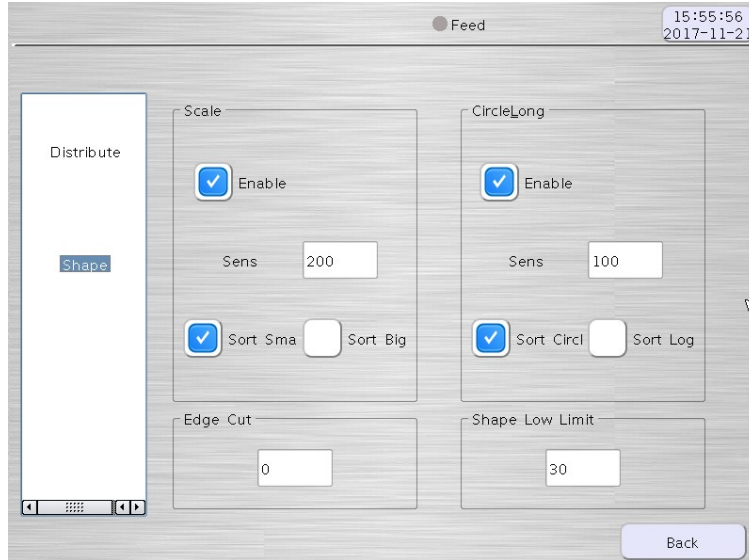 Feed
15:55:56
2017-11-21
Distribute
Shape
Scale
Enable
Sens 200
Sort Sma Sort Big
CircleLong
Enable
Sens 100
Sort Circl Sort Log
Edge Cut
0
Shape Low Limit
30
Back